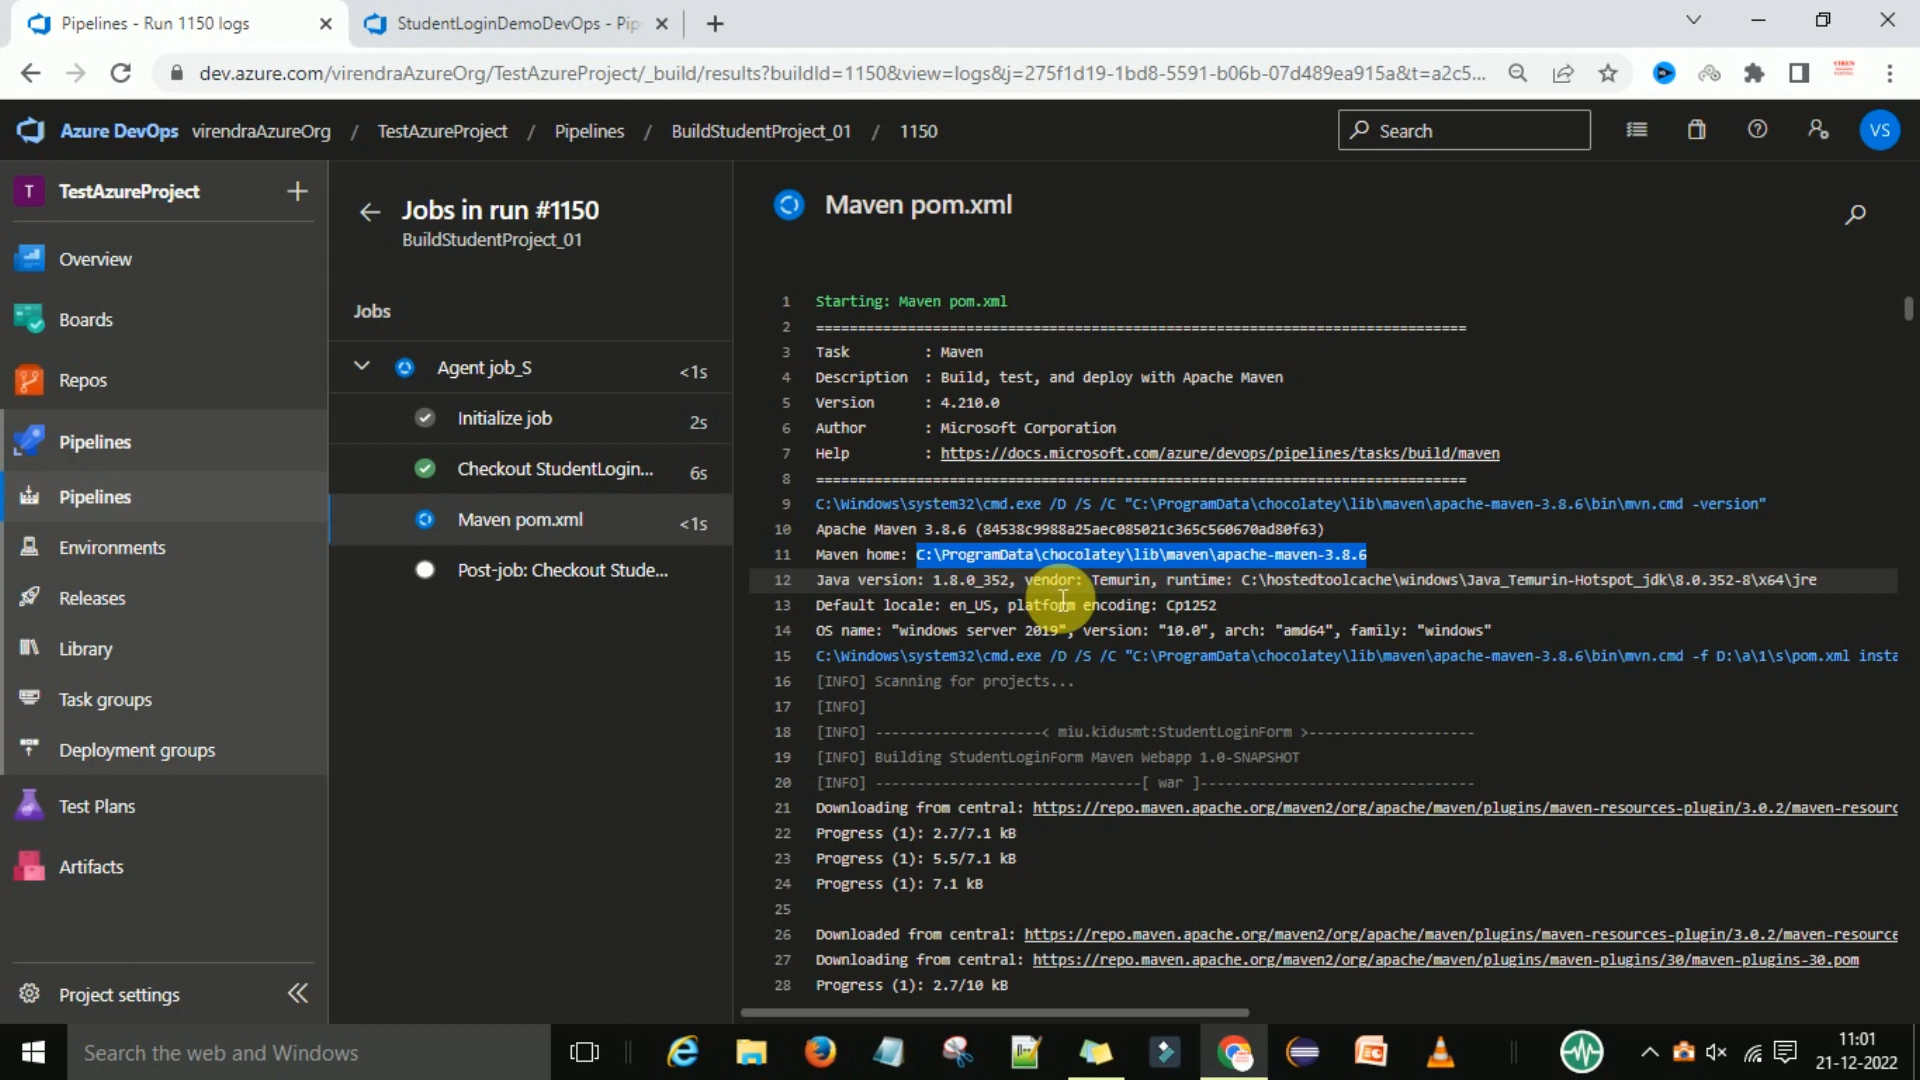 Pipelines - Run 1150 logs
StudentLoginDemoDevOps - Pip
dev.azure.com/virendraAzureOrg/TestAzureProject/_build/results?buildId=1150&view=logs&j=275f1d19-1bd8-5591-b06b-07d489ea915a&t=a2c5...
Azure DevOps virendraAzureOrg / TestAzureProject / Pipelines / BuildStudentProject_01 / 1150
Search
VS
T TestAzureProject
Overview
Boards
Repos
Pipelines
Pipelines
Environments
Releases
Library
Task groups
Deployment groups
Test Plans
Artifacts
Project settings
Jobs in run #1150
BuildStudentProject_01
Jobs
Agent job_S <1s
Initialize job 2s
Checkout StudentLogin... 6s
Maven pom.xml <1s
Post-job: Checkout Stude...
Maven pom.xml
1 Starting: Maven pom.xml
2 ==============================================================================
3 Task : Maven
4 Description : Build, test, and deploy with Apache Maven
5 Version : 4.210.0
6 Author : Microsoft Corporation
7 Help : https://docs.microsoft.com/azure/devops/pipelines/tasks/build/maven
8 ==============================================================================
9 C:\Windows\system32\cmd.exe /D /S /C "C:\ProgramData\chocolatey\lib\maven\apache-maven-3.8.6\bin\mvn.cmd -version"
10 Apache Maven 3.8.6 (84538c9988a25aec085021c365c560670ad80f63)
11 Maven home: C:\ProgramData\chocolatey\lib\maven\apache-maven-3.8.6
12 Java version: 1.8.0_352, vendor: Temurin, runtime: C:\hostedtoolcache\windows\Java_Temurin-Hotspot_jdk\8.0.352-8\x64\jre
13 Default locale: en_US, platform encoding: Cp1252
14 OS name: "windows server 2019", version: "10.0", arch: "amd64", family: "windows"
15 C:\Windows\system32\cmd.exe /D /S /C "C:\ProgramData\chocolatey\lib\maven\apache-maven-3.8.6\bin\mvn.cmd -f D:\a\1\s\pom.xml insta
16 [INFO] Scanning for projects...
17 [INFO]
18 [INFO] --------------------< miu.kidusmt:StudentLoginForm >--------------------
19 [INFO] Building StudentLoginForm Maven Webapp 1.0-SNAPSHOT
20 [INFO] --------------------------------[ war ]---------------------------------
21 Downloading from central: https://repo.maven.apache.org/maven2/org/apache/maven/plugins/maven-resources-plugin/3.0.2/maven-resourc
22 Progress (1): 2.7/7.1 kB
23 Progress (1): 5.5/7.1 kB
24 Progress (1): 7.1 kB
25
26 Downloaded from central: https://repo.maven.apache.org/maven2/org/apache/maven/plugins/maven-resources-plugin/3.0.2/maven-resource
27 Downloading from central: https://repo.maven.apache.org/maven2/org/apache/maven/plugins/maven-plugins/30/maven-plugins-30.pom
28 Progress (1): 2.7/10 kB
Search the web and Windows
11:01
21-12-2022